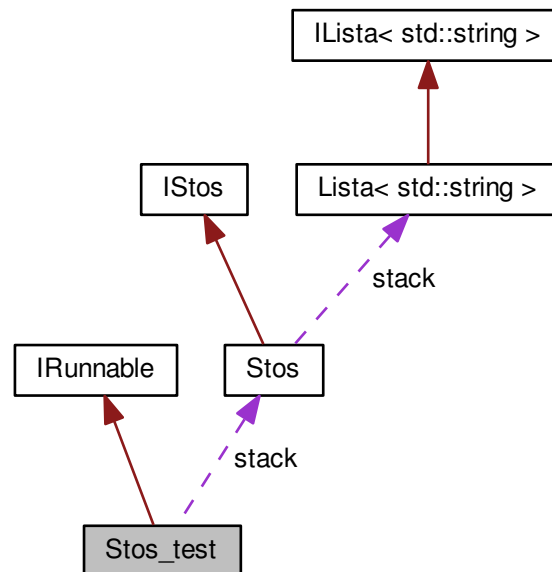 ILista< std::string >
IStos
Lista< std::string >
stack
IRunnable
Stos
stack
Stos_test